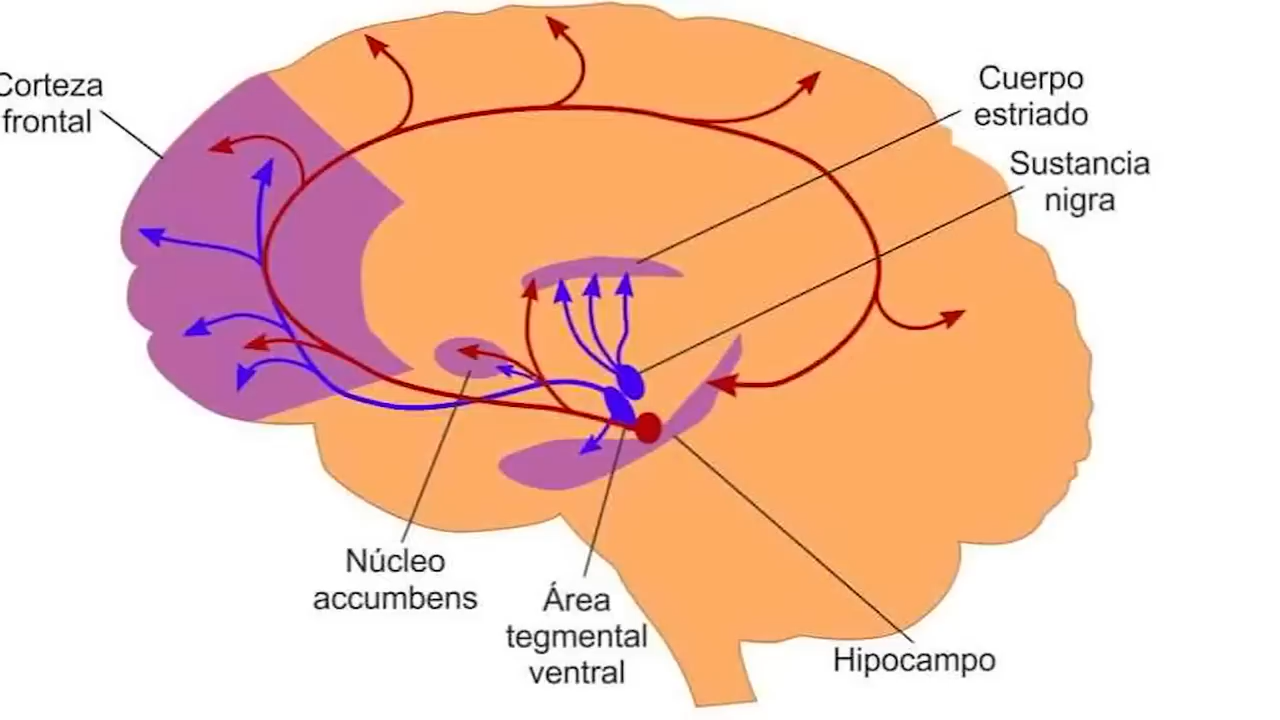 Corteza
frontal
Cuerpo
estriado
Sustancia
nigra
Núcleo
accumbens
Área
tegmental
ventral
Hipocampo